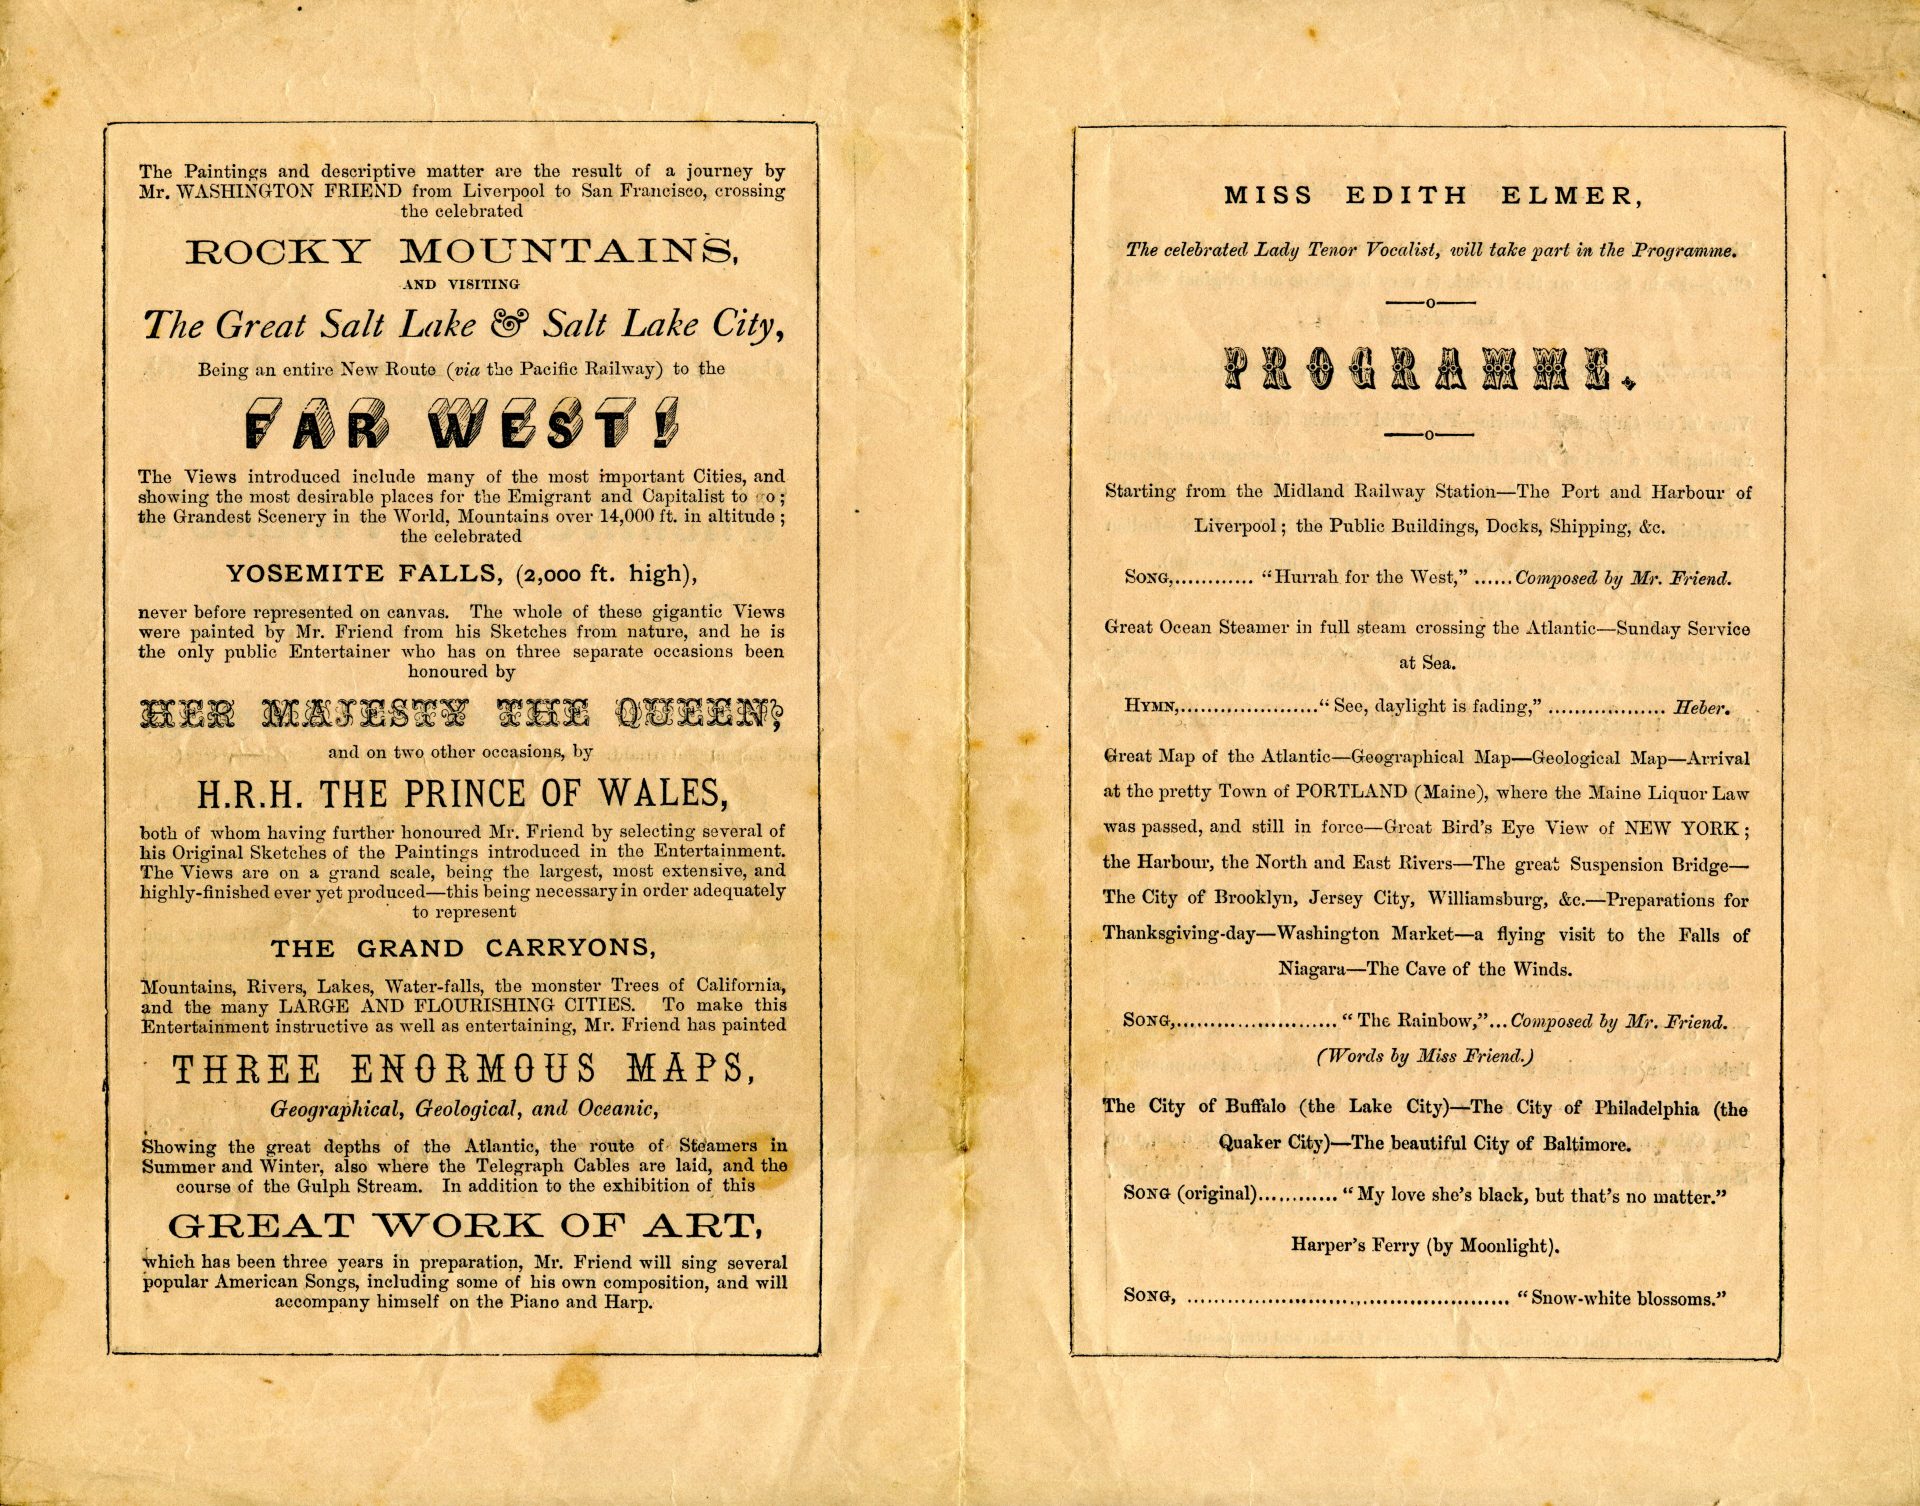 The Paintings and descriptive matter are the result of a journey by
Mr. WASHINGTON FRIEND from Liverpool to San Francisco, crossing
the celebrated
ROCKY MOUNTAINS,
AND VISITING
The Great Salt Lake & Salt Lake City,
Being an entire New Route (via the Pacific Railway) to the
FAR WEST!
The Views introduced include many of the most important Cities, and
showing the most desirable places for the Emigrant and Capitalist to go;
the Grandest Scenery in the World, Mountains over 14,000 ft. in altitude;
the celebrated
YOSEMITE FALLS, (2,000 ft. high),
never before represented on canvas. The whole of these gigantic Views
were painted by Mr. Friend from his Sketches from nature, and he is
the only public Entertainer who has on three separate occasions been
honoured by
HER MAJESTY THE QUEEN;
and on two other occasions, by
H.R.H. THE PRINCE OF WALES,
both of whom having further honoured Mr. Friend by selecting several of
his Original Sketches of the Paintings introduced in the Entertainment.
The Views are on a grand scale, being the largest, most extensive, and
highly-finished ever yet produced—this being necessary in order adequately
to represent
THE GRAND CARRYONS,
Mountains, Rivers, Lakes, Water-falls, the monster Trees of California,
and the many LARGE AND FLOURISHING CITIES. To make this
Entertainment instructive as well as entertaining, Mr. Friend has painted
THREE ENORMOUS MAPS,
Geographical, Geological, and Oceanic,
Showing the great depths of the Atlantic, the route of Steamers in
Summer and Winter, also where the Telegraph Cables are laid, and the
course of the Gulph Stream. In addition to the exhibition of this
GREAT WORK OF ART,
which has been three years in preparation, Mr. Friend will sing several
popular American Songs, including some of his own composition, and will
accompany himself on the Piano and Harp.
MISS EDITH ELMER,
The celebrated Lady Tenor Vocalist, will take part in the Programme.
PROGRAMME.
Starting from the Midland Railway Station—The Port and Harbour of
Liverpool; the Public Buildings, Docks, Shipping, &c.
SONG,............ "Hurrah for the West," ......Composed by Mr. Friend.
Great Ocean Steamer in full steam crossing the Atlantic—Sunday Service
at Sea.
HYMN,....................."See, daylight is fading," .................. Heber.
Great Map of the Atlantic—Geographical Map—Geological Map—Arrival
at the pretty Town of PORTLAND (Maine), where the Maine Liquor Law
was passed, and still in force—Great Bird's Eye View of NEW YORK;
the Harbour, the North and East Rivers—The great Suspension Bridge—
The City of Brooklyn, Jersey City, Williamsburg, &c.—Preparations for
Thanksgiving-day—Washington Market—a flying visit to the Falls of
Niagara—The Cave of the Winds.
SONG,......................... "The Rainbow,"...Composed by Mr. Friend.
(Words by Miss Friend.)
The City of Buffalo (the Lake City)—The City of Philadelphia (the
Quaker City)—The beautiful City of Baltimore.
SONG (original)............ "My love she's black, but that's no matter."
Harper's Ferry (by Moonlight).
SONG, .................................................. "Snow-white blossoms."